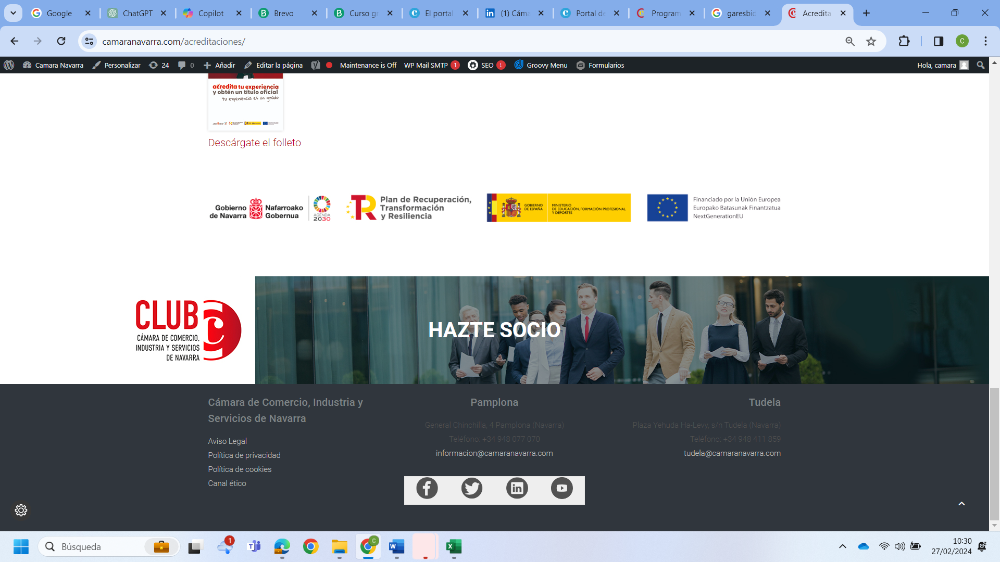 Google
ChatGPT
Copilot
Brevo
Curso gr
El portal
(1) Cáma
Portal de
Program
garesbid
Acredita
camaranavarra.com/acreditaciones/
C
Camara Navarra
Personalizar
24
0
Añadir
Editar la página
Maintenance is Off
WP Mail SMTP 1
SEO !
Groovy Menu
Formularios
Hola, camara
acredita tu experiencia
y obtén un título oficial
tu experiencia es un grado
Descárgate el folleto
Gobierno
de Navarra
Nafarroako
Gobernua
AGENDA
2030
Plan de Recuperación,
Transformación
y Resiliencia
GOBIERNO
DE ESPAÑA
MINISTERIO
DE EDUCACIÓN, FORMACIÓN PROFESIONAL
Y DEPORTES
Financiado por la Unión Europea
Europako Batasunak Finantzatua
NextGenerationEU
CLUB
CÁMARA DE COMERCIO,
INDUSTRIA Y SERVICIOS
DE NAVARRA
HAZTE SOCIO
Cámara de Comercio, Industria y
Servicios de Navarra
Aviso Legal
Política de privacidad
Política de cookies
Canal ético
Pamplona
General Chinchilla, 4 Pamplona (Navarra)
Teléfono: +34 948 077 070
informacion@camaranavarra.com
Tudela
Plaza Yehuda Ha-Levy, s/n Tudela (Navarra)
Teléfono: +34 948 411 859
tudela@camaranavarra.com
Búsqueda
1
10:30
27/02/2024